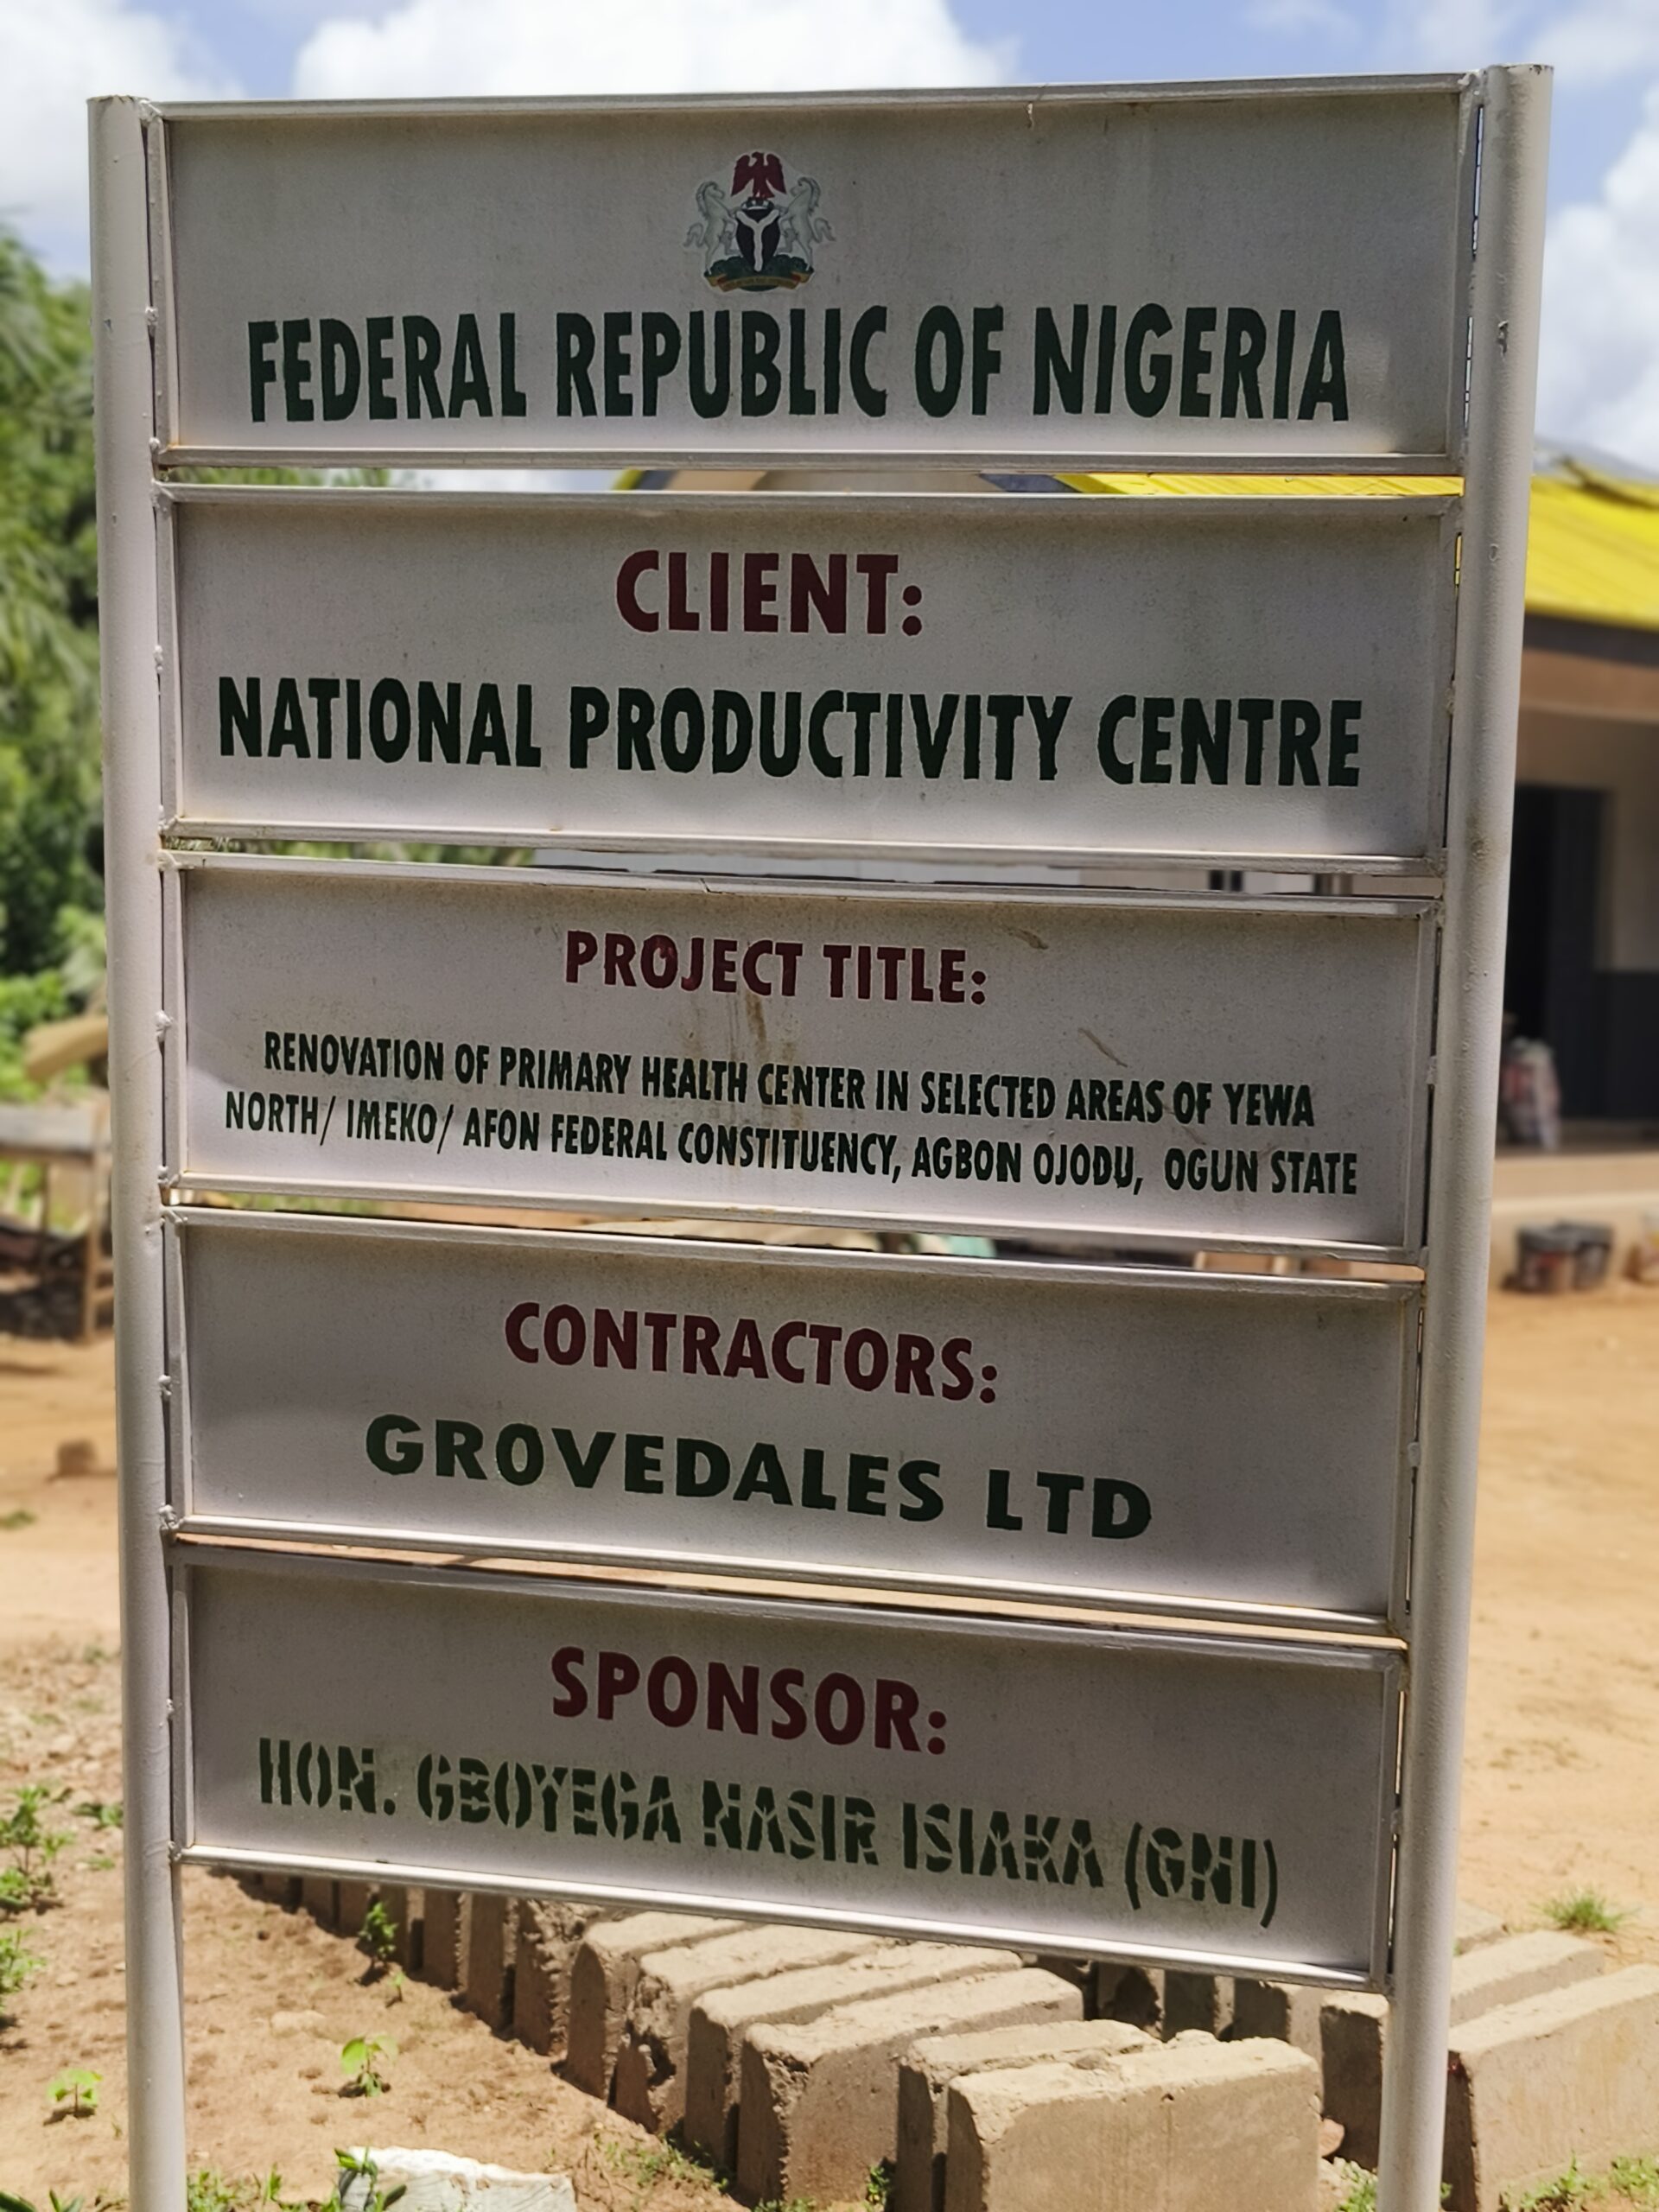 FEDERAL REPUBLIC OF NIGERIA
CLIENT:
NATIONAL PRODUCTIVITY CENTRE
PROJECT TITLE:
RENOVATION OF PRIMARY HEALTH CENTER IN SELECTED AREAS OF YEWA
NORTH/ IMEKO/ AFON FEDERAL CONSTITUENCY, AGBON OJODU, OGUN STATE
CONTRACTORS:
GROVEDALES LTD
SPONSOR:
HON. GBOYEGA NASIR ISIAKA (GNI)